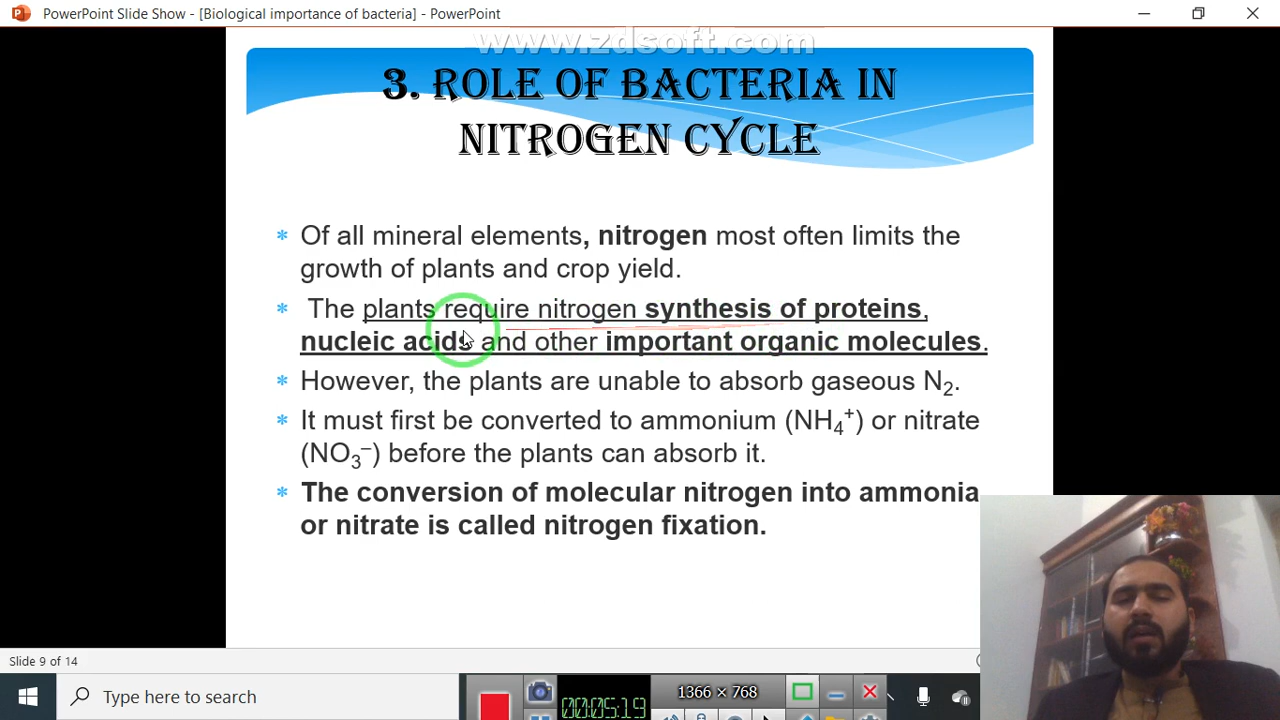 PowerPoint Slide Show - [Biological importance of bacteria] - PowerPoint
www.zdsoft.com
3. ROLE OF BACTERIA IN
NITROGEN CYCLE
* Of all mineral elements, nitrogen most often limits the
growth of plants and crop yield.
* The plants require nitrogen synthesis of proteins,
nucleic acids and other important organic molecules.
* However, the plants are unable to absorb gaseous N₂.
* It must first be converted to ammonium (NH₄⁺) or nitrate
(NO₃⁻) before the plants can absorb it.
* The conversion of molecular nitrogen into ammonia
or nitrate is called nitrogen fixation.
Slide 9 of 14
Type here to search
00:05:19
1366 × 768